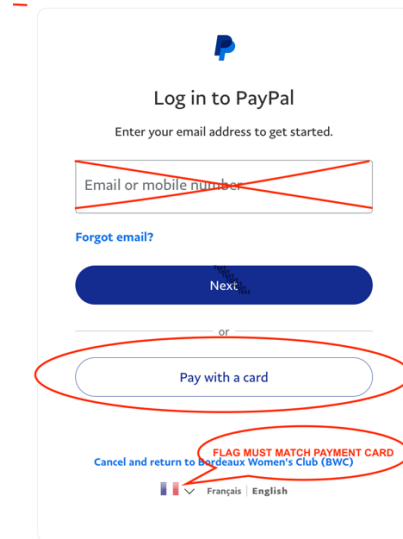 Log in to PayPal
Enter your email address to get started.
Email or mobile number
Forgot email?
Next
or
Pay with a card
FLAG MUST MATCH PAYMENT CARD
Cancel and return to Bordeaux Women's Club (BWC)
Français English